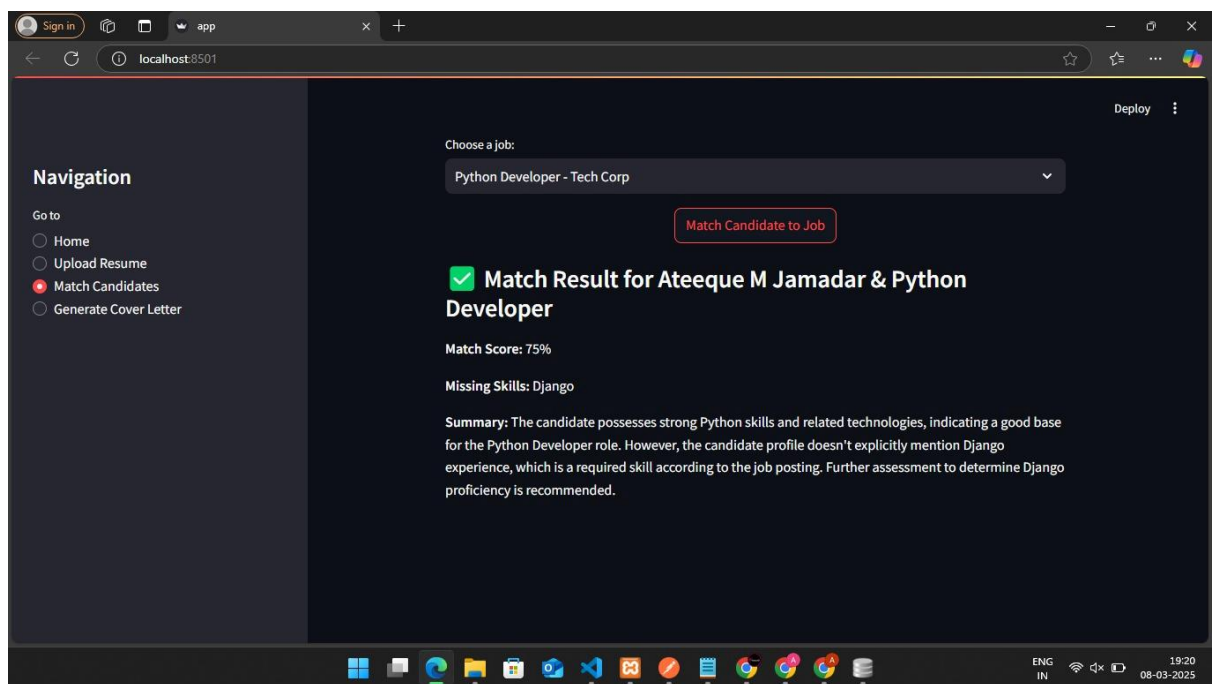 Sign in
app
localhost:8501
Deploy
Navigation
Go to
Home
Upload Resume
Match Candidates
Generate Cover Letter
Choose a job:
Python Developer - Tech Corp
Match Candidate to Job
✅ Match Result for Ateeque M Jamadar & Python
Developer
Match Score: 75%
Missing Skills: Django
Summary: The candidate possesses strong Python skills and related technologies, indicating a good base
for the Python Developer role. However, the candidate profile doesn't explicitly mention Django
experience, which is a required skill according to the job posting. Further assessment to determine Django
proficiency is recommended.
ENG
IN
19:20
08-03-2025